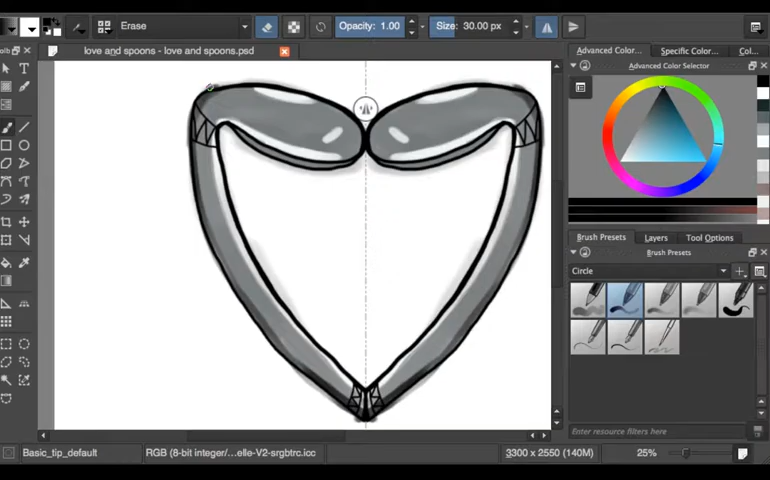 Erase
Opacity: 1.00
Size: 30.00 px
olb
love and spoons - love and spoons.psd
Advanced Color...
Specific Color...
Col...
Advanced Color Selector
Brush Presets
Layers
Tool Options
Brush Presets
Circle
Enter resource filters here
Basic_tip_default
RGB (8-bit integer/...elle-V2-srgbtrc.icc
3300 x 2550 (140M)
25%